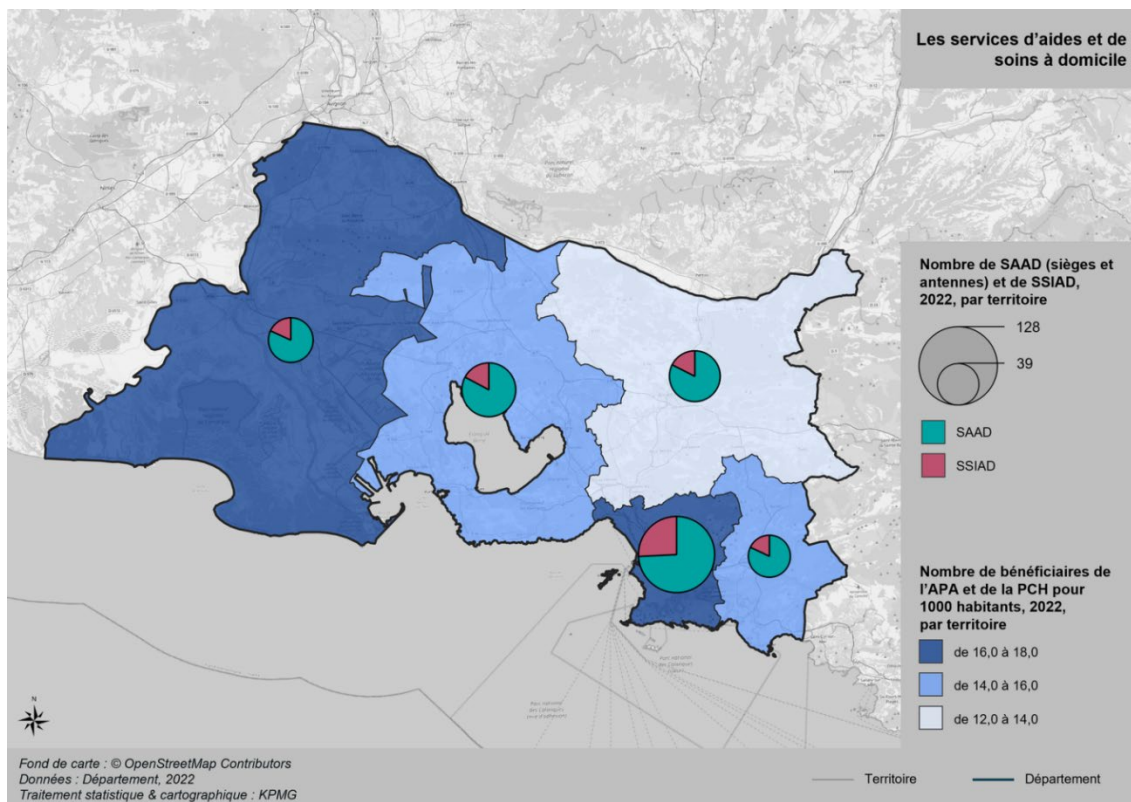 Les services d'aides et de
soins à domicile
Nombre de SAAD (sièges et
antennes) et de SSIAD,
2022, par territoire
128
39
SAAD
SSIAD
Nombre de bénéficiaires de
l'APA et de la PCH pour
1000 habitants, 2022,
par territoire
de 16,0 à 18,0
de 14,0 à 16,0
de 12,0 à 14,0
N
Fond de carte : © OpenStreetMap Contributors
Données : Département, 2022
Traitement statistique & cartographique : KPMG
Territoire
Département